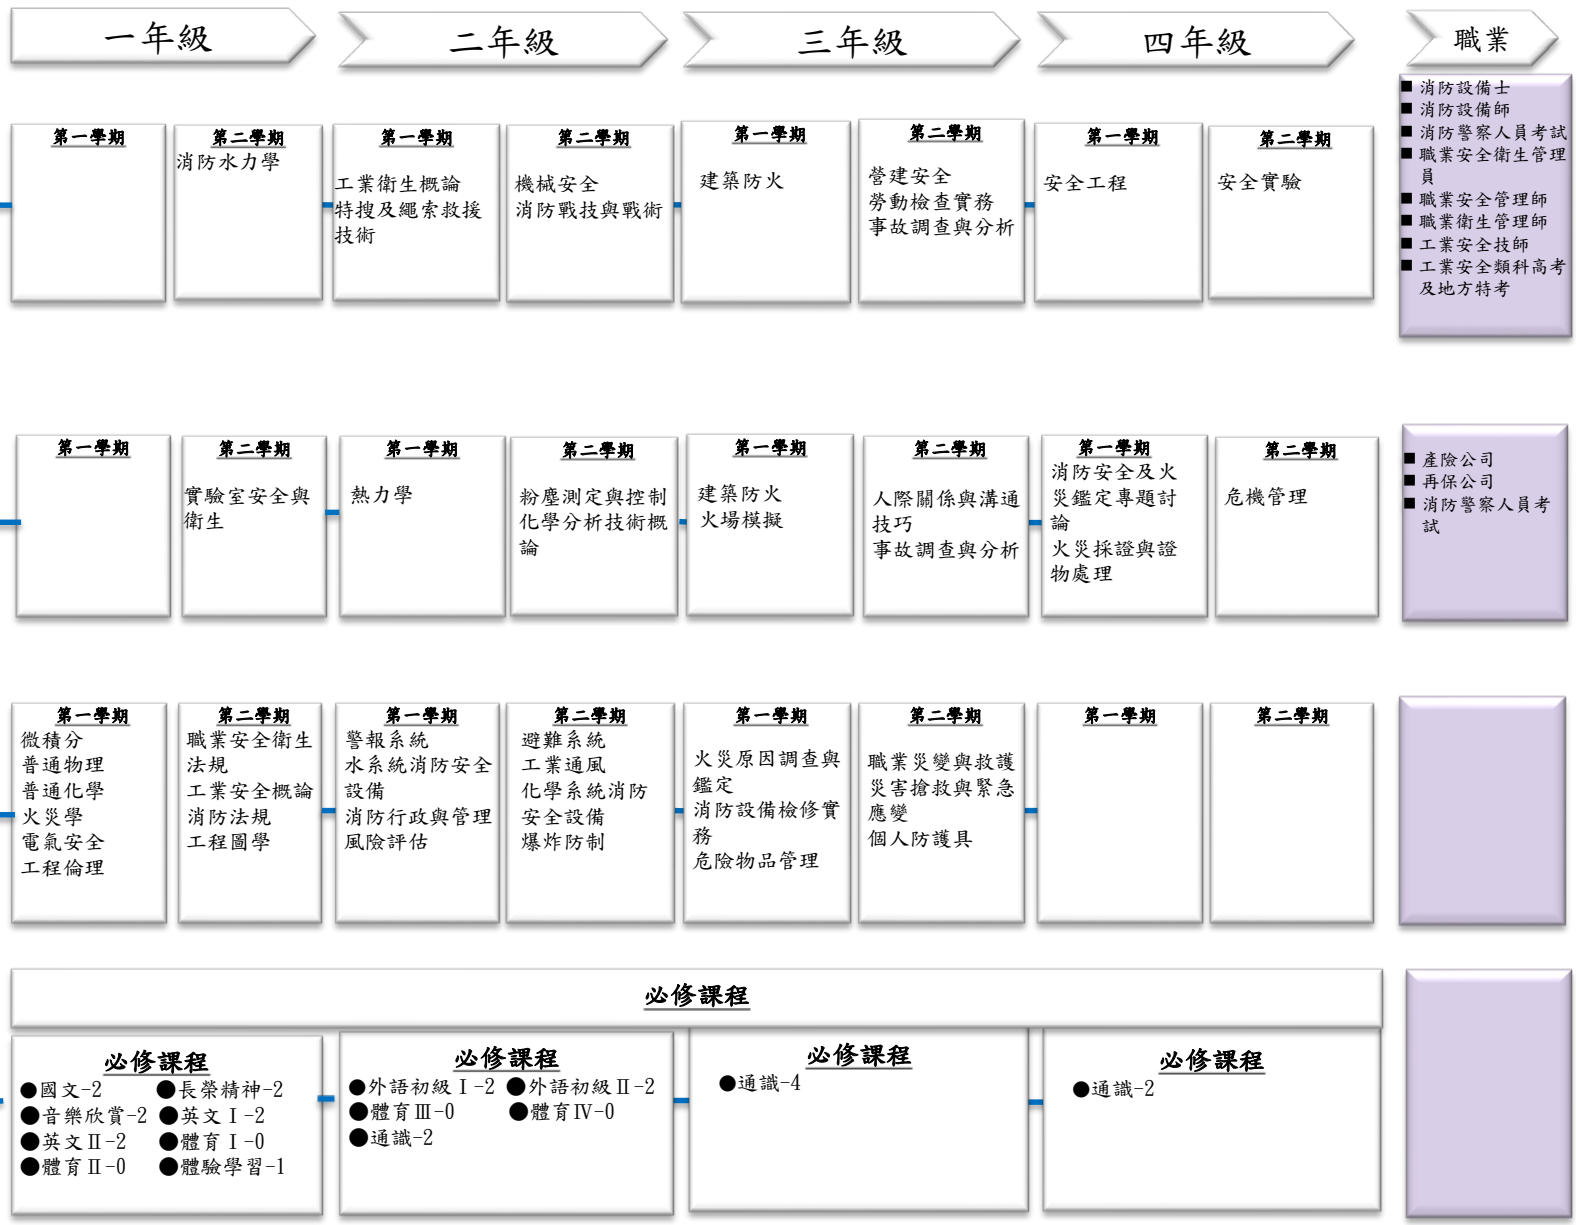 一年級
二年級
三年級
四年級
職業
第一學期
第二學期
消防水力學
第一學期
工業衛生概論
特搜及繩索救援
技術
第二學期
機械安全
消防戰技與戰術
第一學期
建築防火
第二學期
營建安全
勞動檢查實務
事故調查與分析
第一學期
安全工程
第二學期
安全實驗
■ 消防設備士
■ 消防設備師
■ 消防警察人員考試
■ 職業安全衛生管理
員
■ 職業安全管理師
■ 職業衛生管理師
■ 工業安全技師
■ 工業安全類科高考
及地方特考
第一學期
第二學期
實驗室安全與
衛生
第一學期
熱力學
第二學期
粉塵測定與控制
化學分析技術概
論
第一學期
建築防火
火場模擬
第二學期
人際關係與溝通
技巧
事故調查與分析
第一學期
消防安全及火
災鑑定專題討
論
火災採證與證
物處理
第二學期
危機管理
■ 產險公司
■ 再保公司
■ 消防警察人員考
試
第一學期
微積分
普通物理
普通化學
火災學
電氣安全
工程倫理
第二學期
職業安全衛生
法規
工業安全概論
消防法規
工程圖學
第一學期
警報系統
水系統消防安全
設備
消防行政與管理
風險評估
第二學期
避難系統
工業通風
化學系統消防
安全設備
爆炸防制
第一學期
火災原因調查與
鑑定
消防設備檢修實
務
危險物品管理
第二學期
職業災變與救護
災害搶救與緊急
應變
個人防護具
第一學期
第二學期
必修課程
必修課程
●國文-2 ●長榮精神-2
●音樂欣賞-2 ●英文Ⅰ-2
●英文Ⅱ-2 ●體育Ⅰ-0
●體育Ⅱ-0 ●體驗學習-1
必修課程
●外語初級Ⅰ-2 ●外語初級Ⅱ-2
●體育Ⅲ-0 ●體育Ⅳ-0
●通識-2
必修課程
●通識-4
必修課程
●通識-2